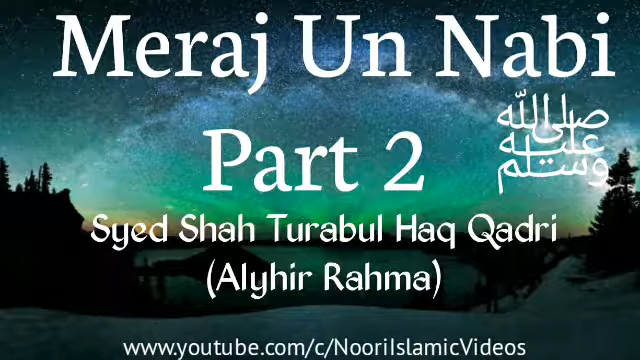 Meraj Un Nabi
صلى الله
عليه
وسلم
Part 2
Syed Shah Turabul Haq Qadri
(Alyhir Rahma)
www.youtube.com/c/NooriIslamicVideos